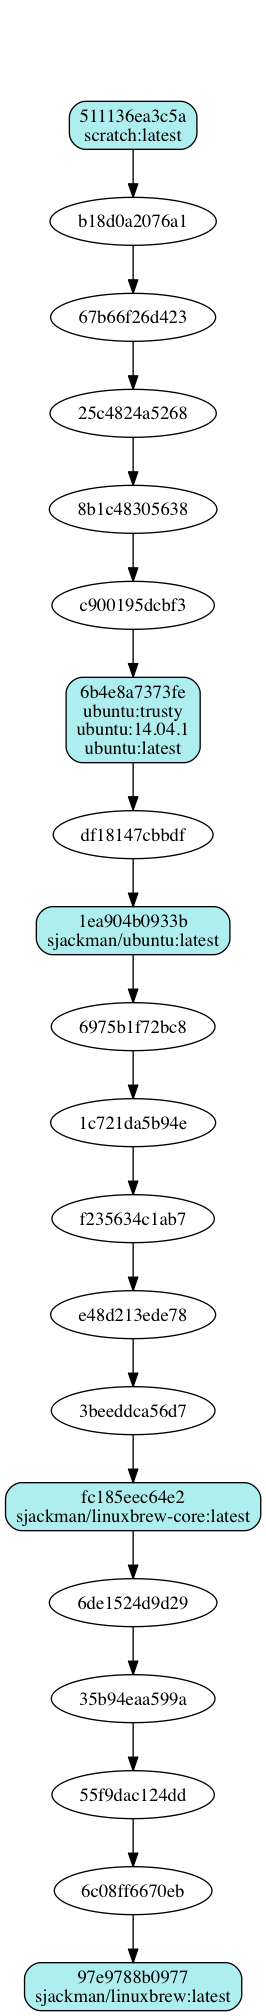 511136ea3c5a
scratch:latest
b18d0a2076a1
67b66f26d423
25c4824a5268
8b1c48305638
c900195dcbf3
6b4e8a7373fe
ubuntu:trusty
ubuntu:14.04.1
ubuntu:latest
df18147cbbdf
1ea904b0933b
sjackman/ubuntu:latest
6975b1f72bc8
1c721da5b94e
f235634c1ab7
e48d213ede78
3beeddca56d7
fc185eec64e2
sjackman/linuxbrew-core:latest
6de1524d9d29
35b94eaa599a
55f9dac124dd
6c08ff6670eb
97e9788b0977
sjackman/linuxbrew:latest